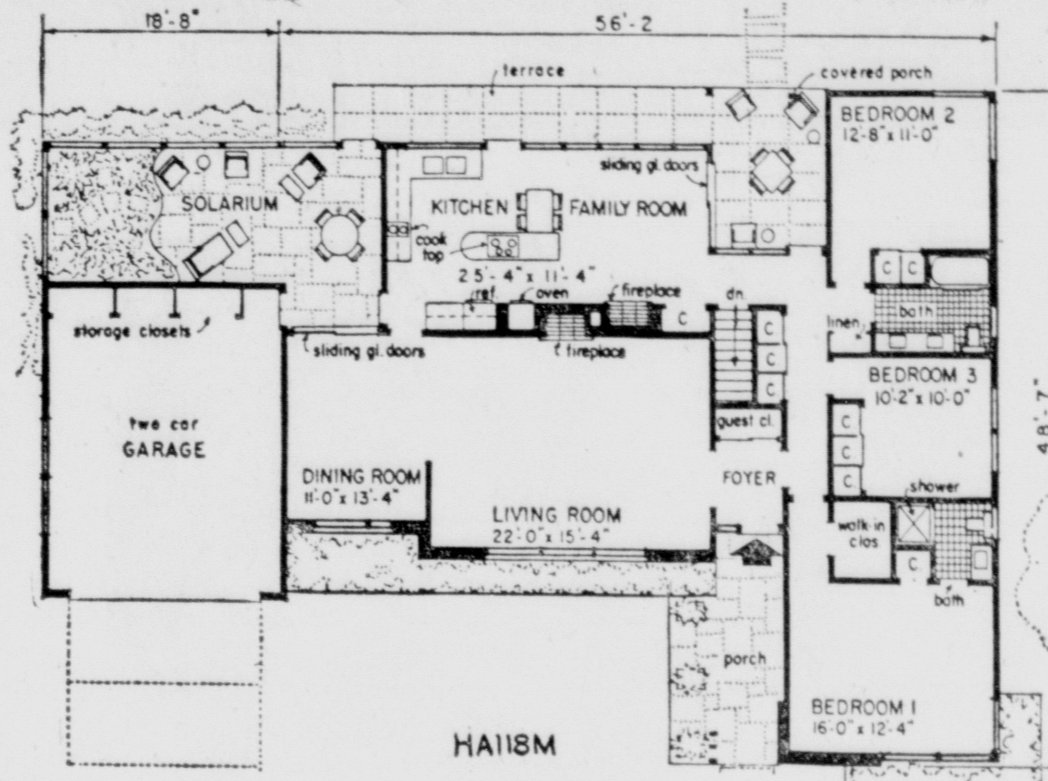 18'-8"
56'-2
terrace
covered porch
BEDROOM 2
12'-8" x 11'-0"
sliding gl. doors
SOLARIUM
KITCHEN
FAMILY ROOM
cook
top
25'-4" x 11'-4"
ref.
oven
fireplace
dn.
C
C
C
bath
linen
storage closets
sliding gl. doors
fireplace
C
C
C
BEDROOM 3
10'-2" x 10'-0"
48'-7"
two car
GARAGE
guest cl.
C
C
C
DINING ROOM
11'-0" x 13'-4"
FOYER
shower
LIVING ROOM
22'-0" x 15'-4"
walk-in
clos
C
bath
porch
BEDROOM 1
16'-0" x 12'-4"
HA118M